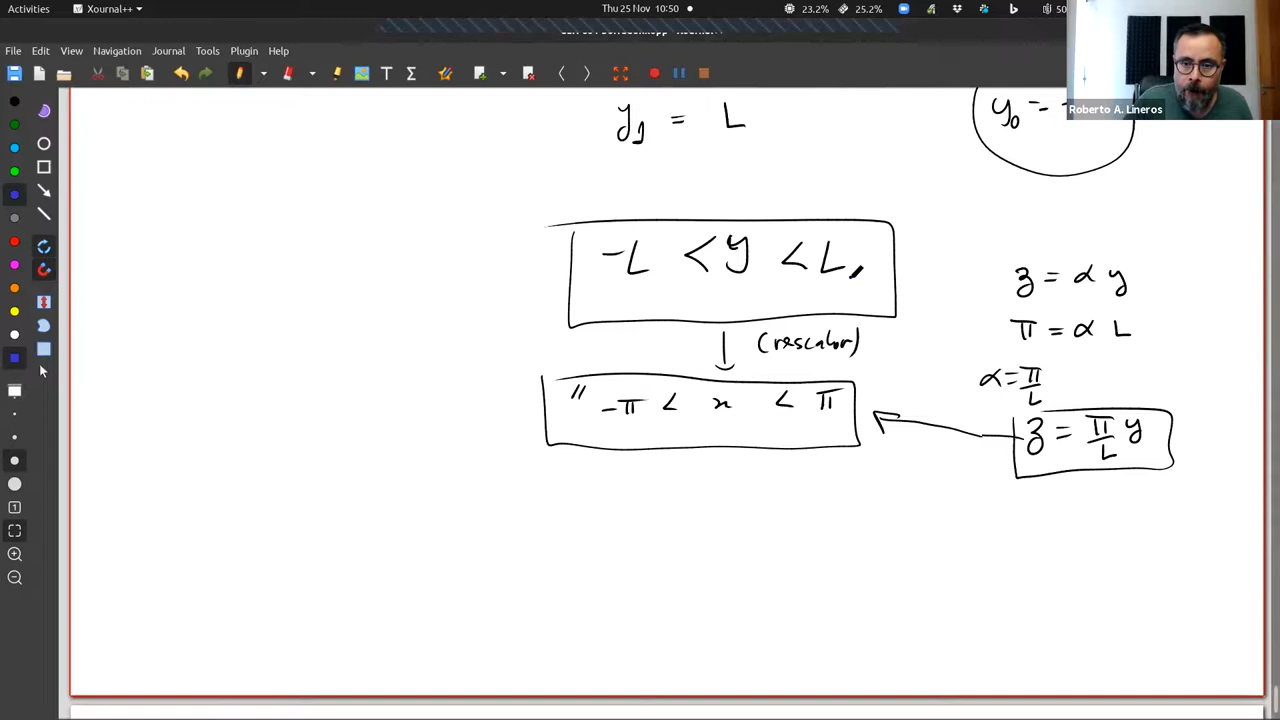 Activities Xournal++ Thu 25 Nov 10:50 23.2% 25.2%
File Edit View Navigation Journal Tools Plugin Help
Roberto A. Lineros
y₁ = L
y₀ = -
-L < y < L,
z = α y
π = α L
(rescalar)
α = π/L
" -π < x < π
z = π/L y